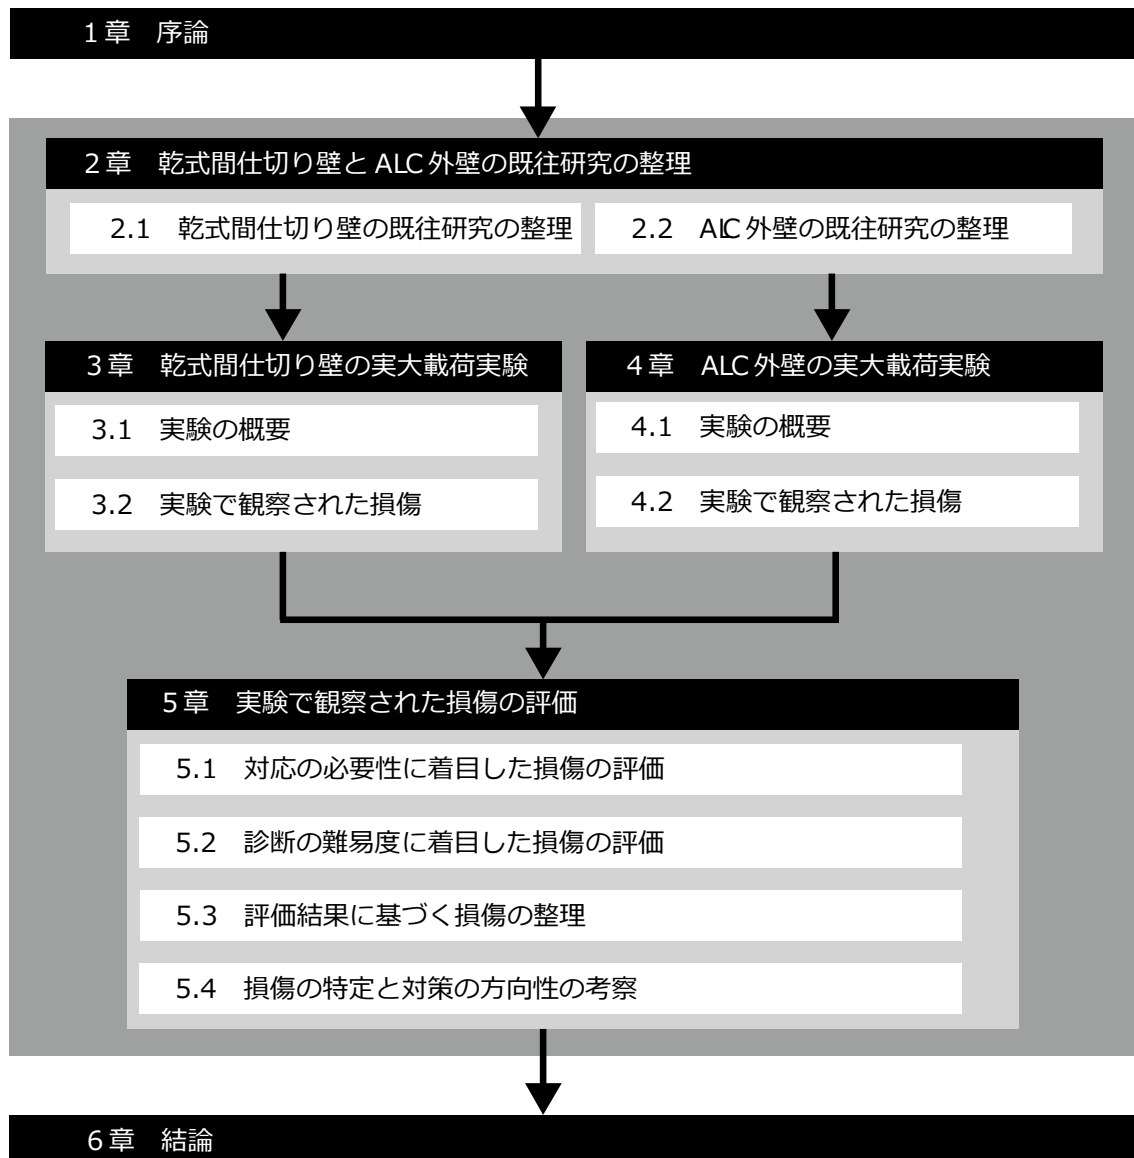 1章　序論
2章　乾式間仕切り壁と ALC 外壁の既往研究の整理
2.1　乾式間仕切り壁の既往研究の整理
2.2　ALC 外壁の既往研究の整理
3章　乾式間仕切り壁の実大載荷実験
3.1　実験の概要
3.2　実験で観察された損傷
4章　ALC 外壁の実大載荷実験
4.1　実験の概要
4.2　実験で観察された損傷
5章　実験で観察された損傷の評価
5.1　対応の必要性に着目した損傷の評価
5.2　診断の難易度に着目した損傷の評価
5.3　評価結果に基づく損傷の整理
5.4　損傷の特定と対策の方向性の考察
6章　結論